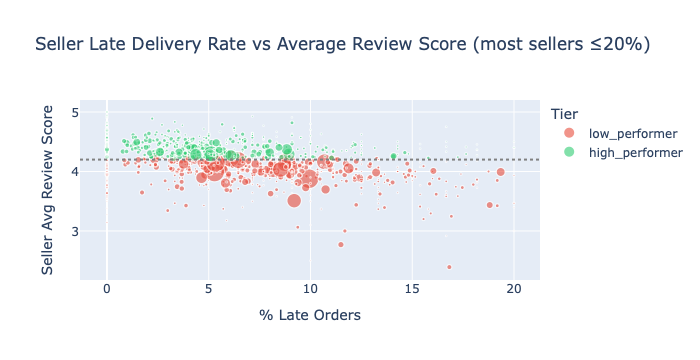 Seller Late Delivery Rate vs Average Review Score (most sellers ≤20%)
Tier
low_performer
high_performer
Seller Avg Review Score
5
4
3
0
5
10
15
20
% Late Orders